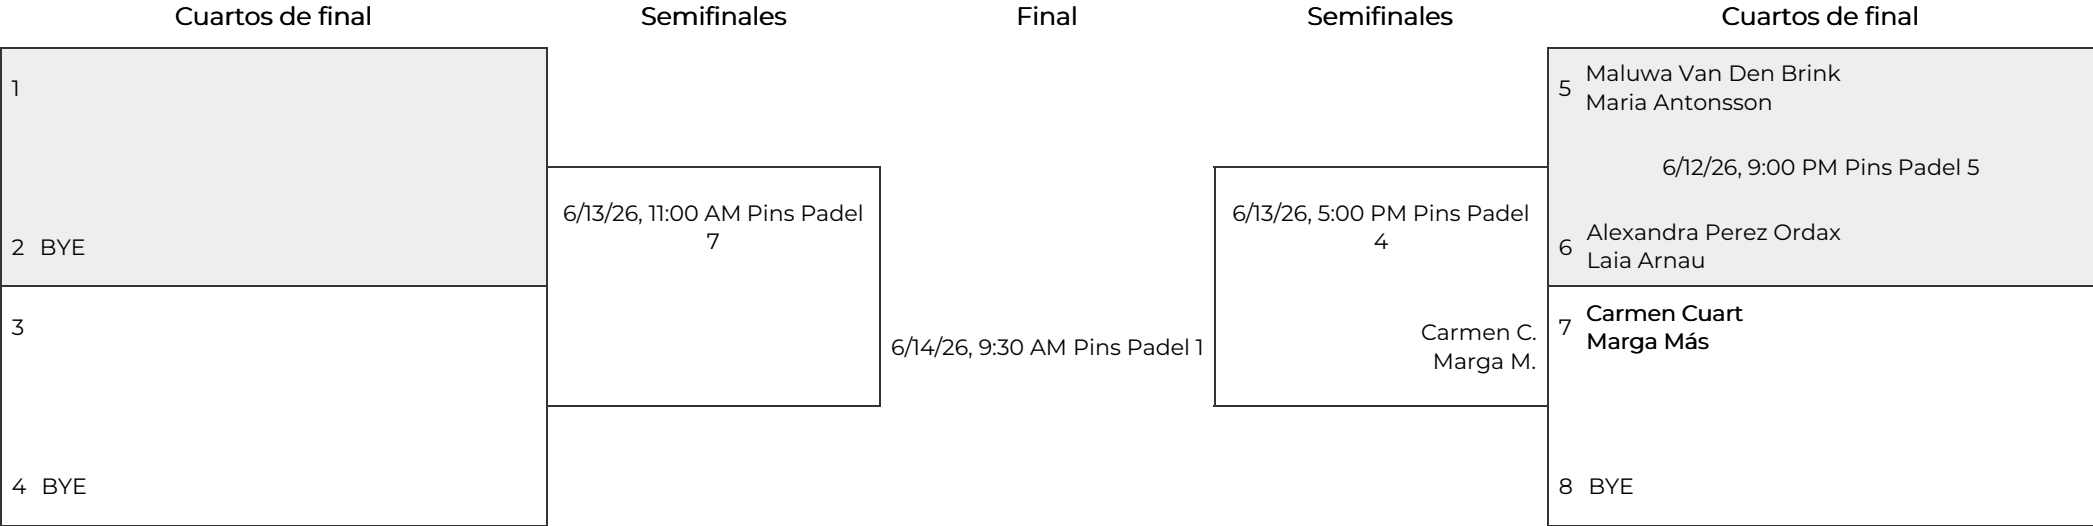 Cuartos de final
Semifinales
Final
Semifinales
Cuartos de final
1
2 BYE
3
4 BYE
6/13/26, 11:00 AM Pins Padel
7
6/14/26, 9:30 AM Pins Padel 1
6/13/26, 5:00 PM Pins Padel
4
Carmen C.
Marga M.
5 Maluwa Van Den Brink
Maria Antonsson
6/12/26, 9:00 PM Pins Padel 5
6 Alexandra Perez Ordax
Laia Arnau
7 Carmen Cuart
Marga Más
8 BYE